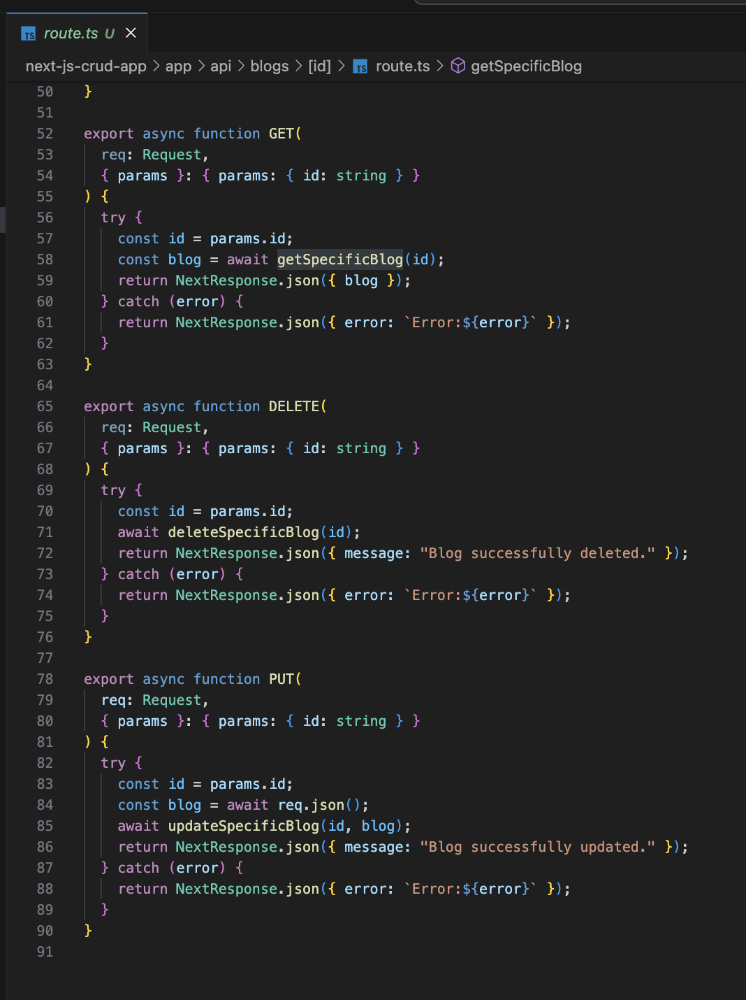 TS route.ts U ×
next-js-crud-app > app > api > blogs > [id] > TS route.ts > getSpecificBlog
50 }
51
52 export async function GET(
53   req: Request,
54   { params }: { params: { id: string } }
55 ) {
56   try {
57     const id = params.id;
58     const blog = await getSpecificBlog(id);
59     return NextResponse.json({ blog });
60   } catch (error) {
61     return NextResponse.json({ error: `Error:${error}` });
62   }
63 }
64
65 export async function DELETE(
66   req: Request,
67   { params }: { params: { id: string } }
68 ) {
69   try {
70     const id = params.id;
71     await deleteSpecificBlog(id);
72     return NextResponse.json({ message: "Blog successfully deleted." });
73   } catch (error) {
74     return NextResponse.json({ error: `Error:${error}` });
75   }
76 }
77
78 export async function PUT(
79   req: Request,
80   { params }: { params: { id: string } }
81 ) {
82   try {
83     const id = params.id;
84     const blog = await req.json();
85     await updateSpecificBlog(id, blog);
86     return NextResponse.json({ message: "Blog successfully updated." });
87   } catch (error) {
88     return NextResponse.json({ error: `Error:${error}` });
89   }
90 }
91